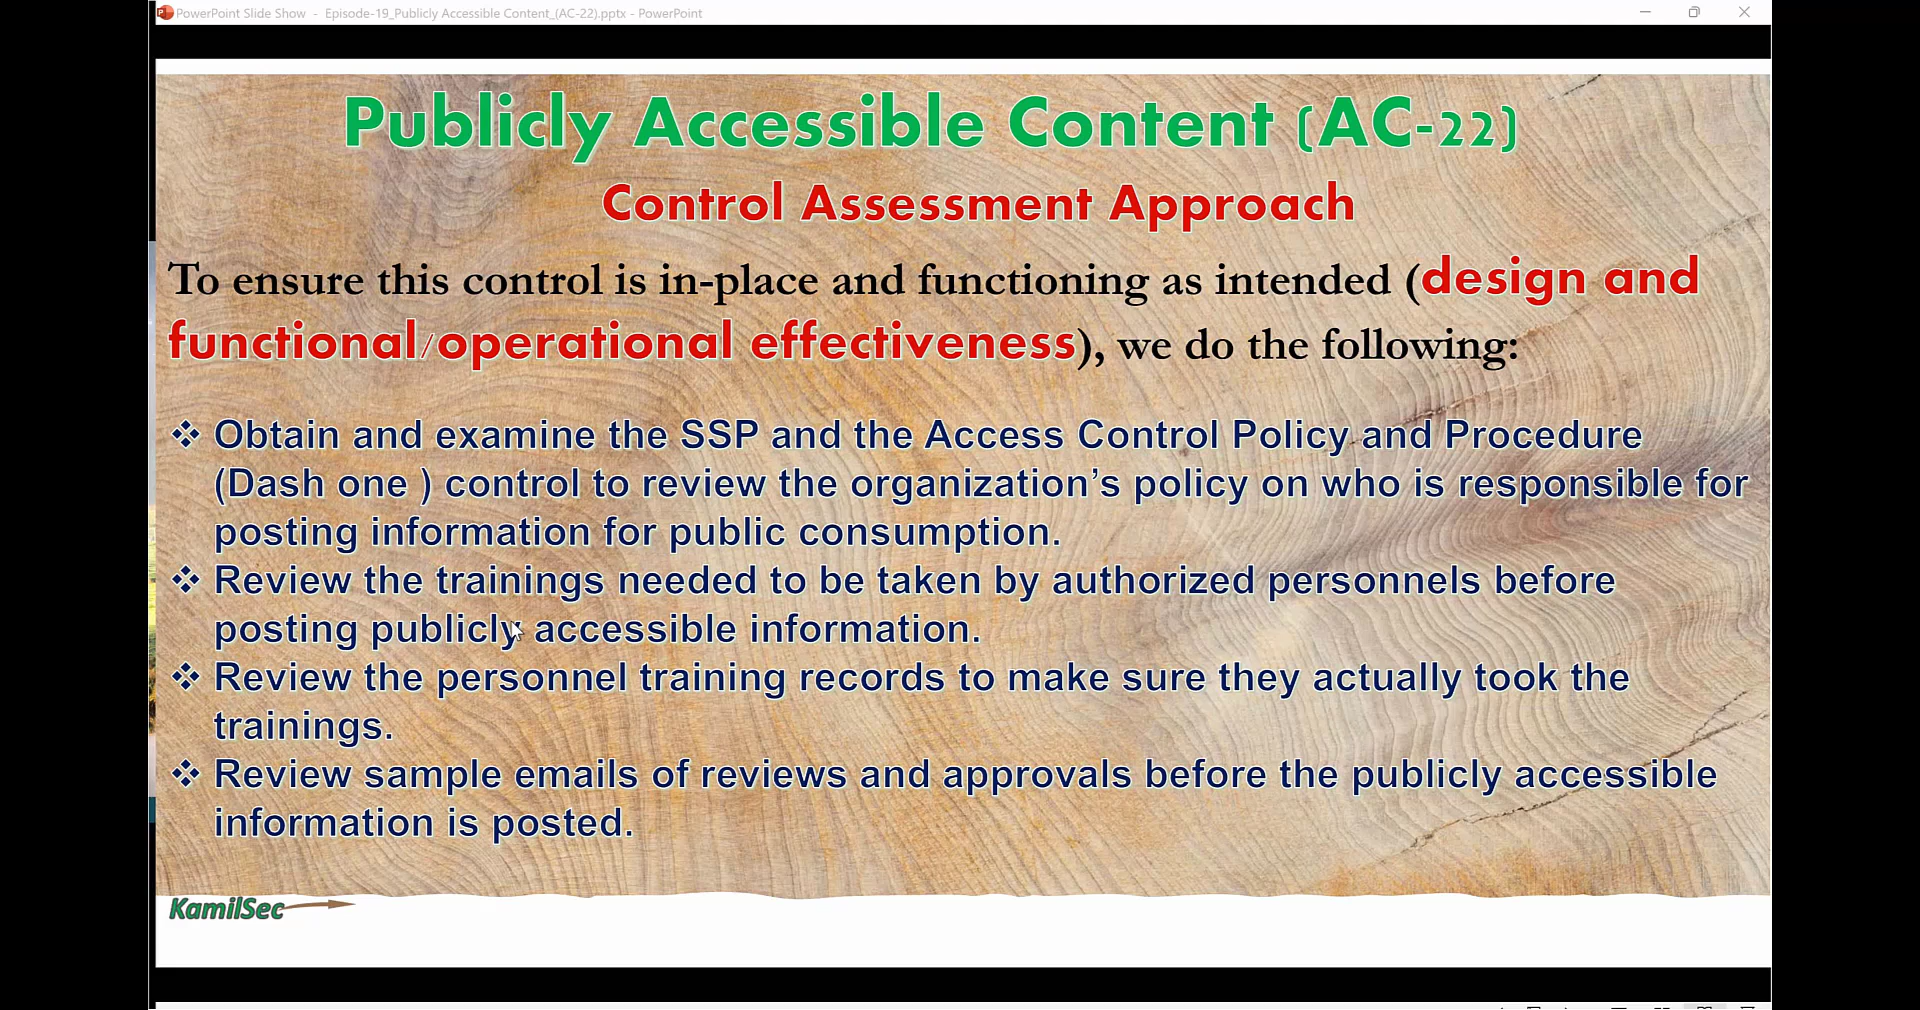 PowerPoint Slide Show - Episode-19_Publicly Accessible Content_(AC-22).pptx - PowerPoint
Publicly Accessible Content (AC-22)
Control Assessment Approach
To ensure this control is in-place and functioning as intended (design and
functional/operational effectiveness), we do the following:
❖ Obtain and examine the SSP and the Access Control Policy and Procedure
(Dash one ) control to review the organization’s policy on who is responsible for
posting information for public consumption.
❖ Review the trainings needed to be taken by authorized personnels before
posting publicly accessible information.
❖ Review the personnel training records to make sure they actually took the
trainings.
❖ Review sample emails of reviews and approvals before the publicly accessible
information is posted.
KamilSec